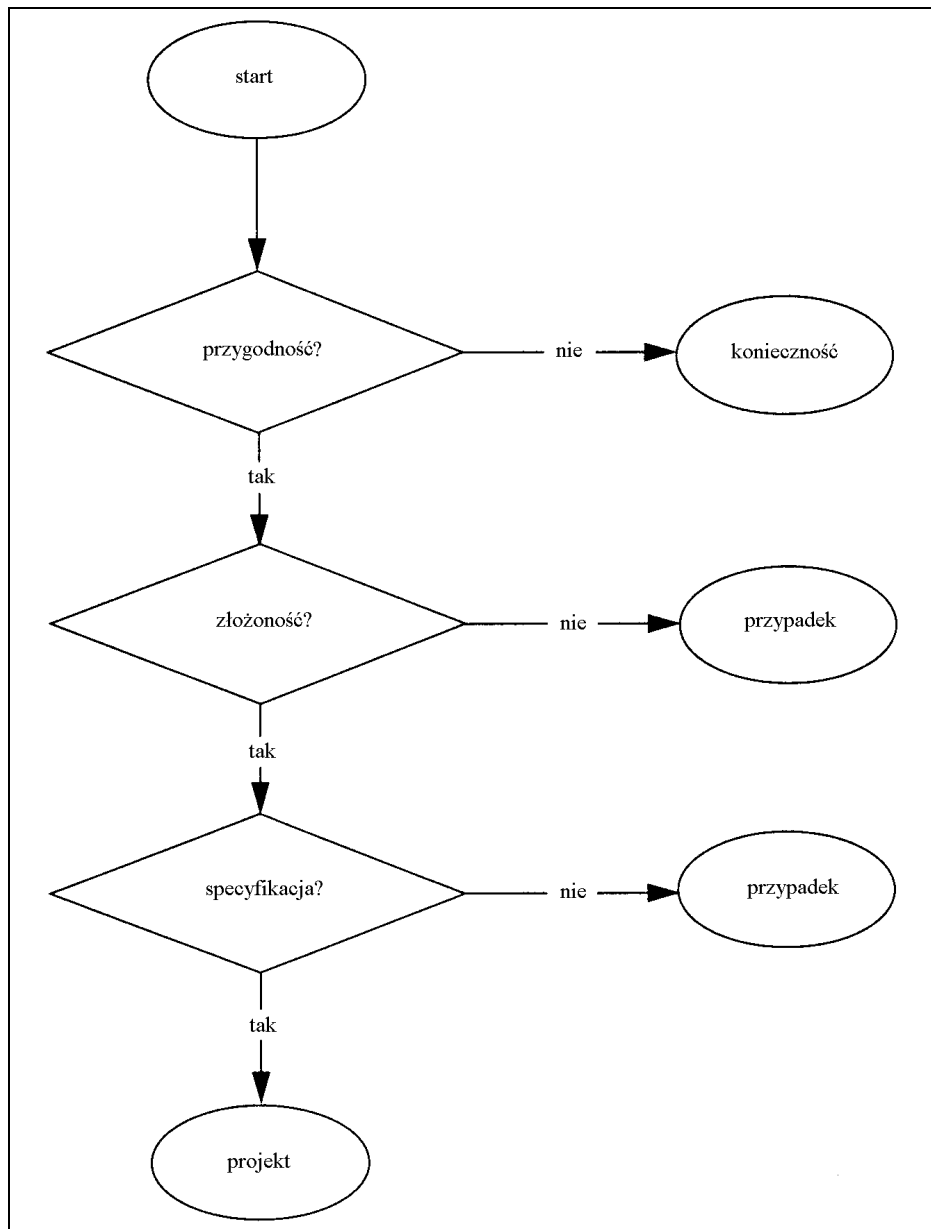 start
przygodność?
nie
konieczność
tak
złożoność?
nie
przypadek
tak
specyfikacja?
nie
przypadek
tak
projekt